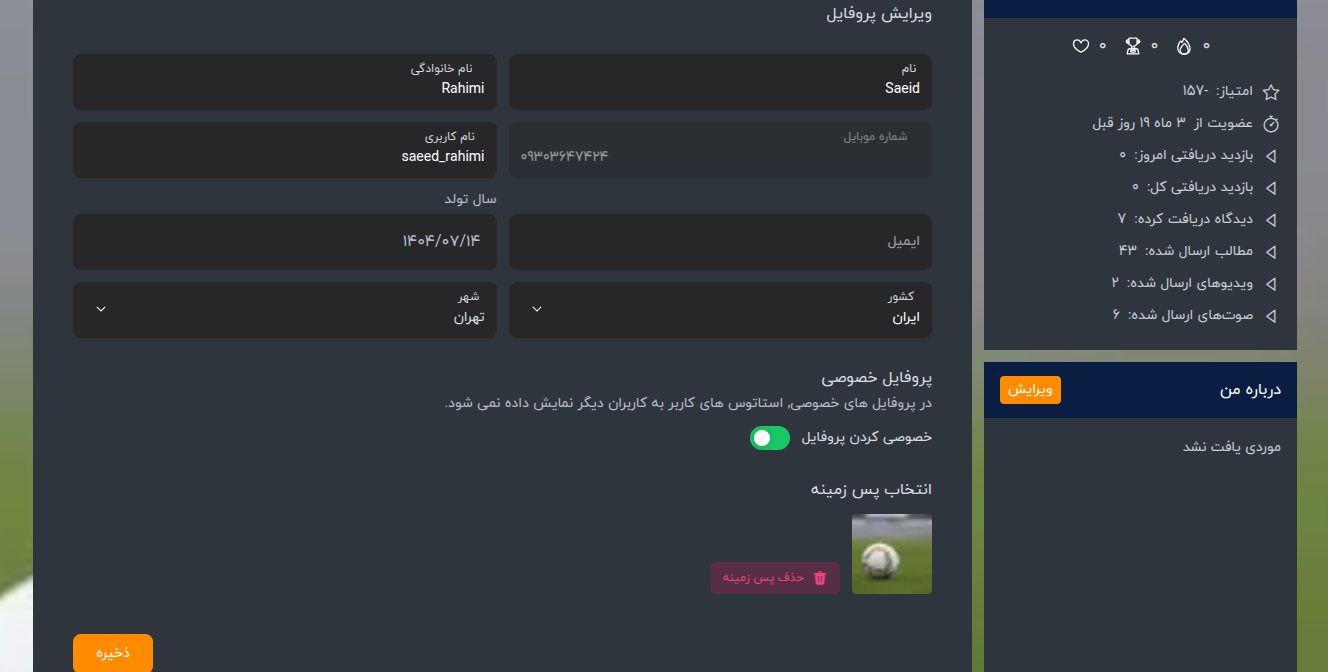 ۰ ۰ ۰
امتیاز: -۱۵۷
عضویت از ۳ ماه ۱۹ روز قبل
بازدید دریافتی امروز: ۰
بازدید دریافتی کل: ۰
دیدگاه دریافت کرده: ۷
مطالب ارسال شده: ۴۳
ویدیوهای ارسال شده: ۲
صوت‌های ارسال شده: ۶
درباره من
ویرایش
موردی یافت نشد
ویرایش پروفایل
نام
Saeid
نام خانوادگی
Rahimi
شماره موبایل
۰۹۳۰۳۶۴۷۴۲۴
نام کاربری
saeed_rahimi
ایمیل
سال تولد
۱۴۰۴/۰۷/۱۴
کشور
ایران
شهر
تهران
پروفایل خصوصی
در پروفایل های خصوصی, استاتوس های کاربر به کاربران دیگر نمایش داده نمی شود.
خصوصی کردن پروفایل
انتخاب پس زمینه
حذف پس زمینه
ذخیره